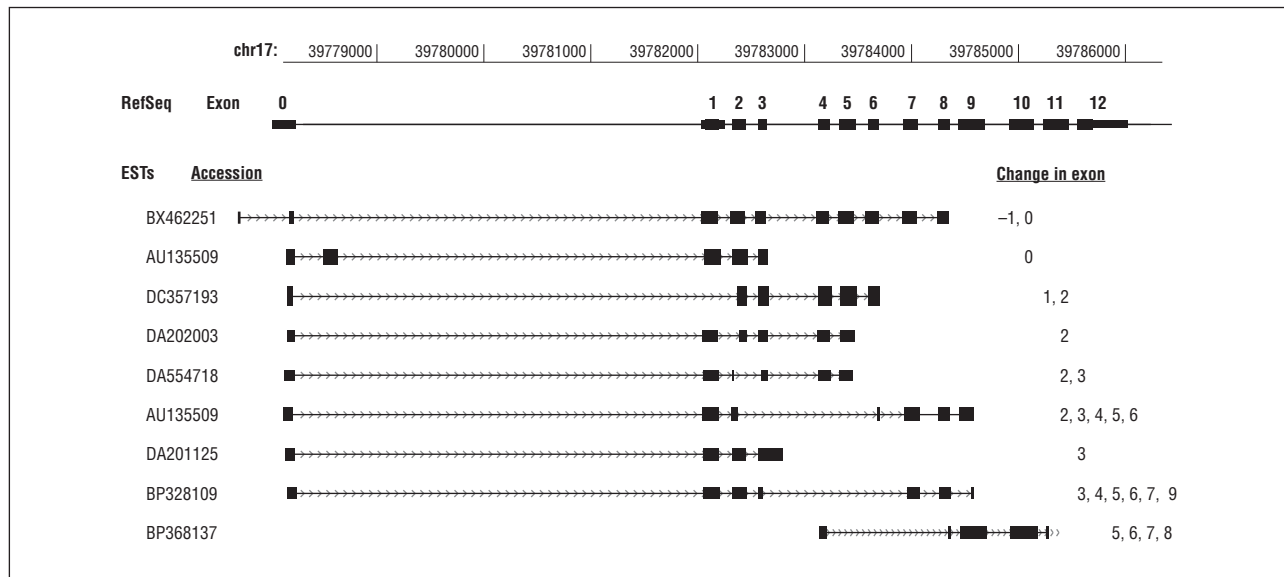 chr17: 39779000 39780000 39781000 39782000 39783000 39784000 39785000 39786000
RefSeq Exon 0 1 2 3 4 5 6 7 8 9 10 11 12
ESTs Accession Change in exon
BX462251 –1, 0
AU135509 0
DC357193 1, 2
DA202003 2
DA554718 2, 3
AU135509 2, 3, 4, 5, 6
DA201125 3
BP328109 3, 4, 5, 6, 7, 9
BP368137 5, 6, 7, 8